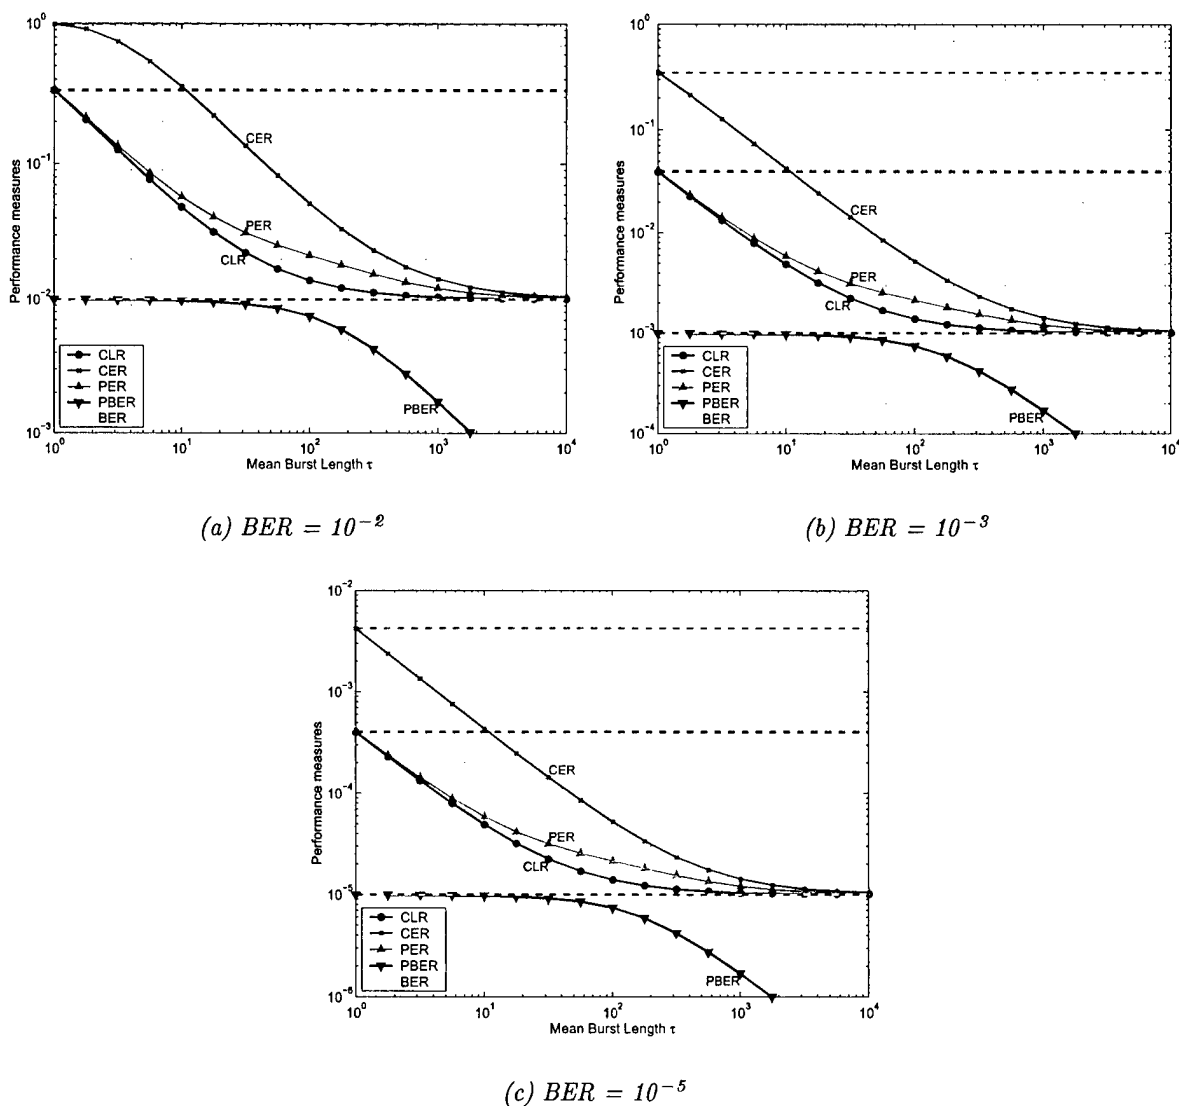 10^0
10^-1
10^-2
10^-3
Performance measures
CER
PER
CLR
PBER
CLR
CER
PER
PBER
BER
10^0 10^1 10^2 10^3 10^4
Mean Burst Length τ
(a) BER = 10^-2
10^0
10^-1
10^-2
10^-3
10^-4
Performance measures
CER
PER
CLR
PBER
CLR
CER
PER
PBER
BER
10^0 10^1 10^2 10^3 10^4
Mean Burst Length τ
(b) BER = 10^-3
10^-2
10^-3
10^-4
10^-5
10^-6
Performance measures
CER
PER
CLR
PBER
CLR
CER
PER
PBER
BER
10^0 10^1 10^2 10^3 10^4
Mean Burst Length τ
(c) BER = 10^-5